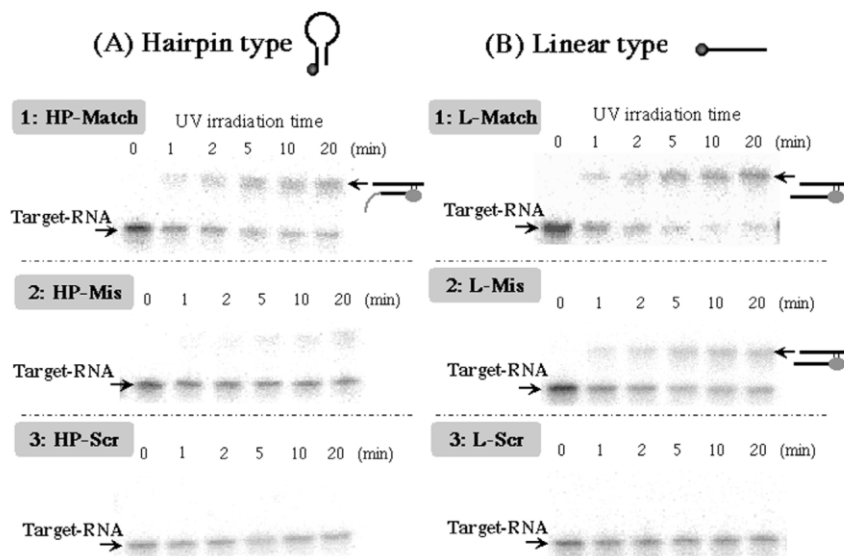 (A) Hairpin type
(B) Linear type
1: HP-Match
UV irradiation time
0 1 2 5 10 20 (min)
Target-RNA
2: HP-Mis
0 1 2 5 10 20 (min)
Target-RNA
3: HP-Scr
0 1 2 5 10 20 (min)
Target-RNA
1: L-Match
UV irradiation time
0 1 2 5 10 20 (min)
Target-RNA
2: L-Mis
0 1 2 5 10 20 (min)
Target-RNA
3: L-Scr
0 1 2 5 10 20 (min)
Target-RNA